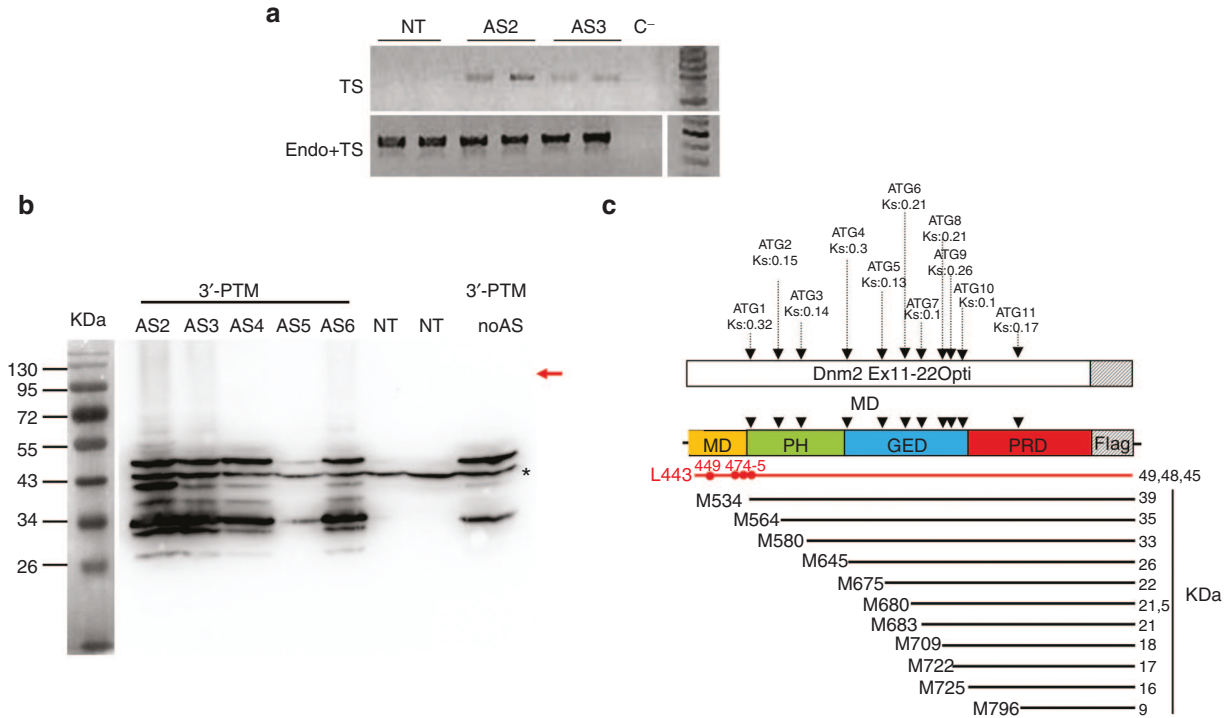 a
NT AS2 AS3 C–
TS
Endo+TS
b
3′-PTM 3′-PTM
KDa AS2 AS3 AS4 AS5 AS6 NT NT noAS
130
95
72
55
43
34
26
*
c
ATG6
Ks:0.21
ATG8
Ks:0.21
ATG4
Ks:0.3
ATG2
Ks:0.15
ATG9
Ks:0.26
ATG5
Ks:0.13
ATG10
Ks:0.1
ATG3
Ks:0.14
ATG1
Ks:0.32
ATG7
Ks:0.1
ATG11
Ks:0.17
Dnm2 Ex11-22Opti
MD
MD PH GED PRD Flag
449 474-5
L443 49,48,45
M534 39
M564 35
M580 33
M645 26
M675 22
M680 21,5
KDa
M683 21
M709 18
M722 17
M725 16
M796 9